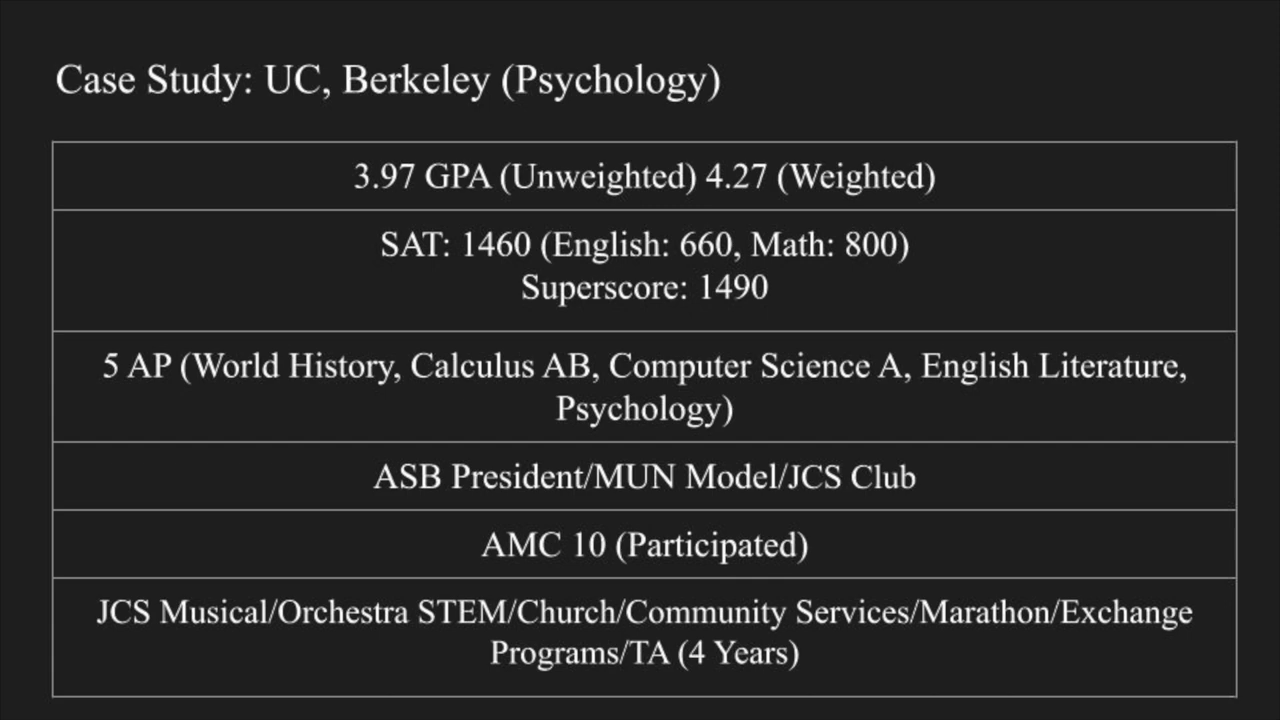 Case Study: UC, Berkeley (Psychology)
3.97 GPA (Unweighted) 4.27 (Weighted)
SAT: 1460 (English: 660, Math: 800)
Superscore: 1490
5 AP (World History, Calculus AB, Computer Science A, English Literature,
Psychology)
ASB President/MUN Model/JCS Club
AMC 10 (Participated)
JCS Musical/Orchestra STEM/Church/Community Services/Marathon/Exchange
Programs/TA (4 Years)